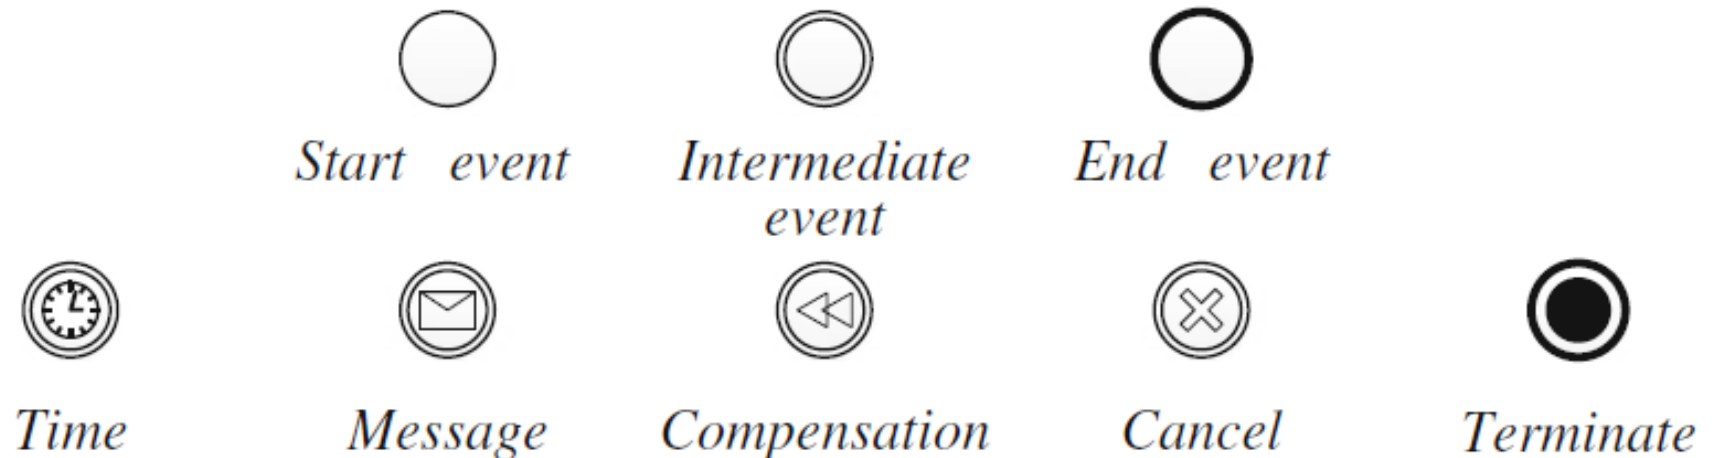 Start event
Intermediate
event
End event
Time
Message
Compensation
Cancel
Terminate